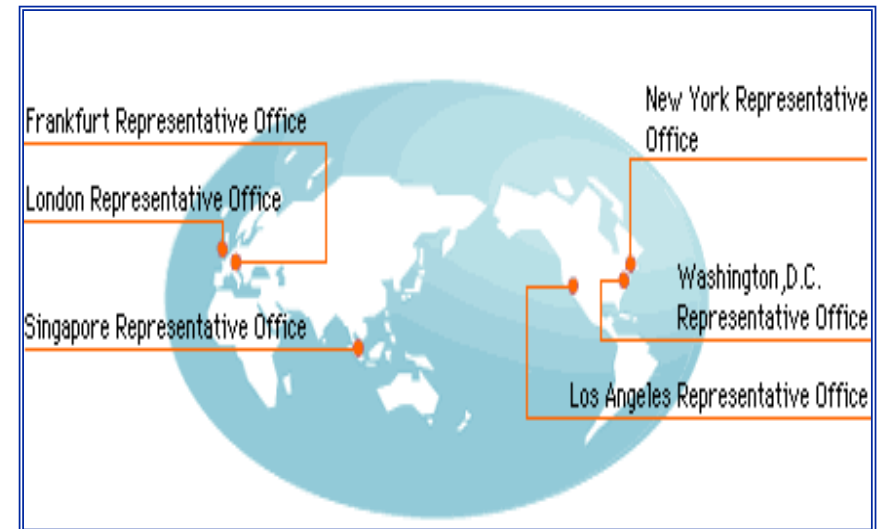 Frankfurt Representative Office
London Representative Office
Singapore Representative Office
New York Representative
Office
Washington,D.C.
Representative Office
Los Angeles Representative Office